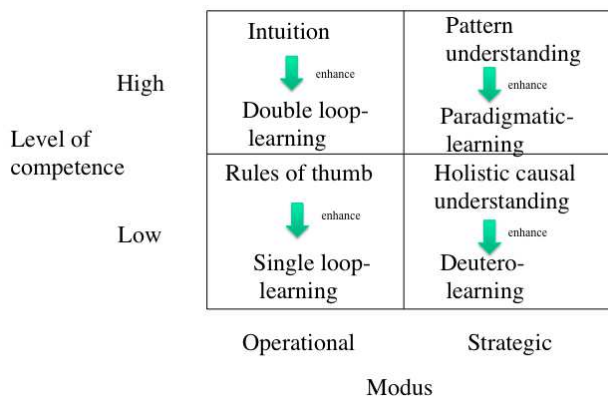 Intuition
enhance
Double loop-
learning
Pattern
understanding
enhance
Paradigmatic-
learning
High
Level of
competence
Rules of thumb
enhance
Single loop-
learning
Holistic causal
understanding
enhance
Deutero-
learning
Low
Operational
Strategic
Modus